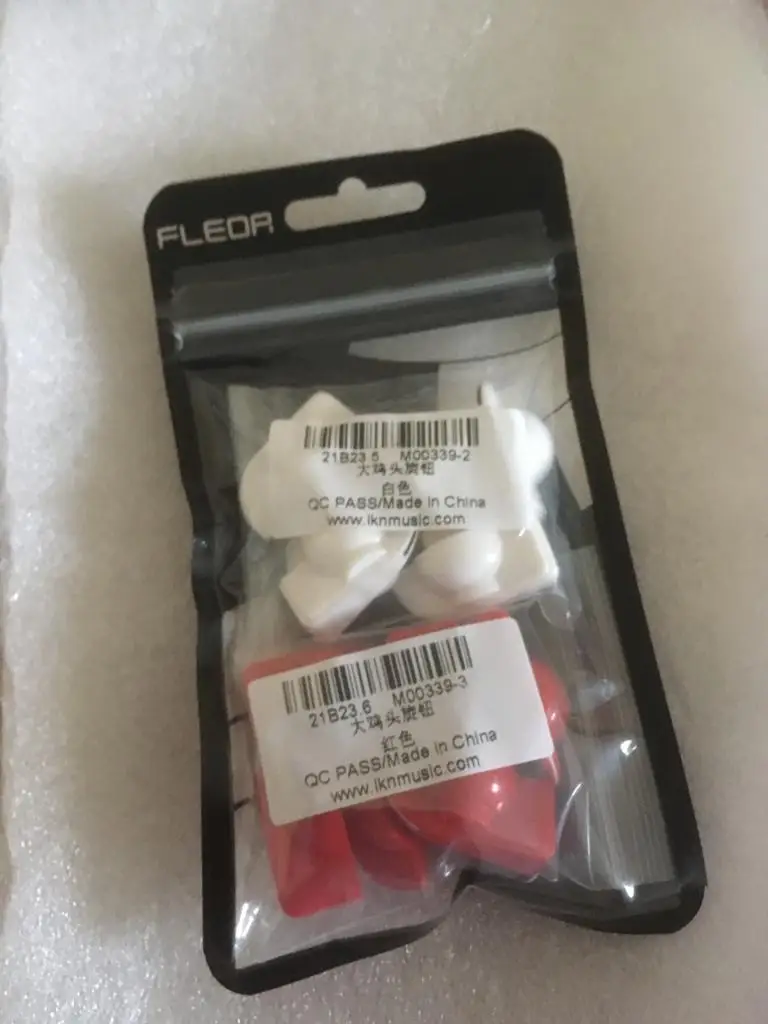 FLEOR
21B23.5 M00339-2
大鸡头旋钮
白色
QC PASS/Made in China
www.iknmusic.com
21B23.6 M00339-3
大鸡头旋钮
红色
QC PASS/Made in China
www.iknmusic.com